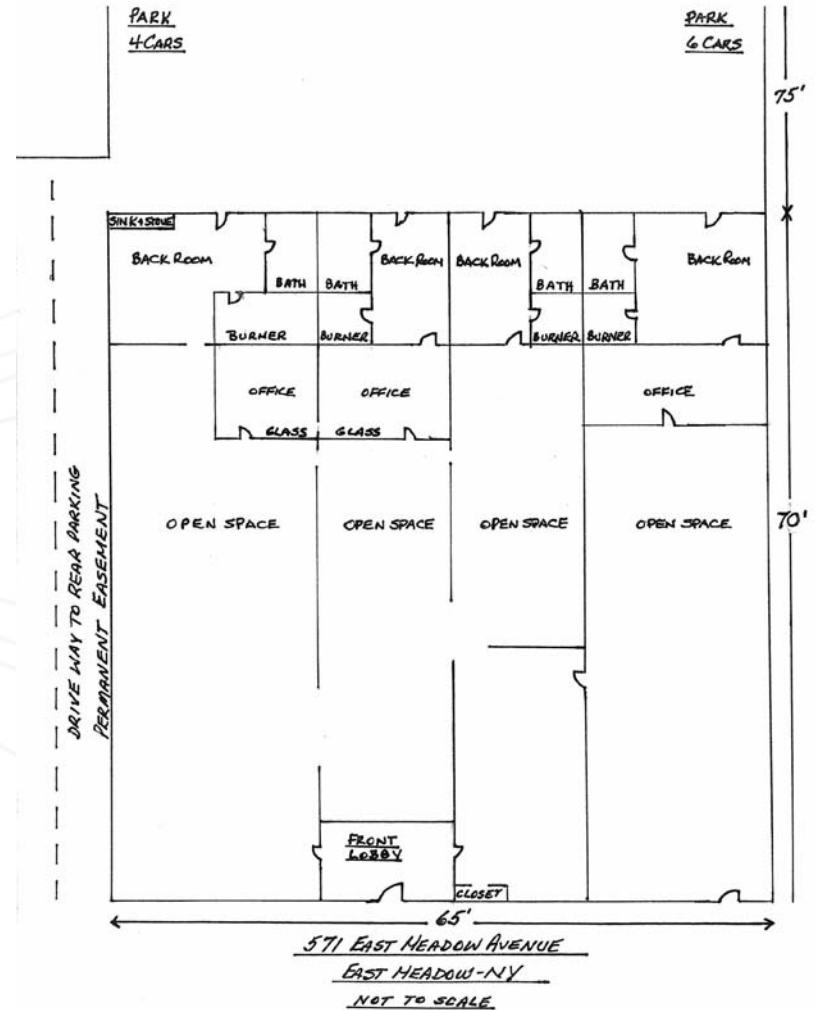 PARK
4 CARS
PARK
6 CARS
75'
SINK + STOVE
BACK ROOM
BATH
BATH
BACK ROOM
BACK ROOM
BATH
BATH
BACK ROOM
BURNER
BURNER
BURNER
BURNER
OFFICE
OFFICE
OFFICE
GLASS
GLASS
OPEN SPACE
OPEN SPACE
OPEN SPACE
OPEN SPACE
70'
DRIVE WAY TO REAR PARKING
PERMANENT EASEMENT
FRONT
LOBBY
CLOSET
65'
571 EAST MEADOW AVENUE
EAST MEADOW-NY
NOT TO SCALE